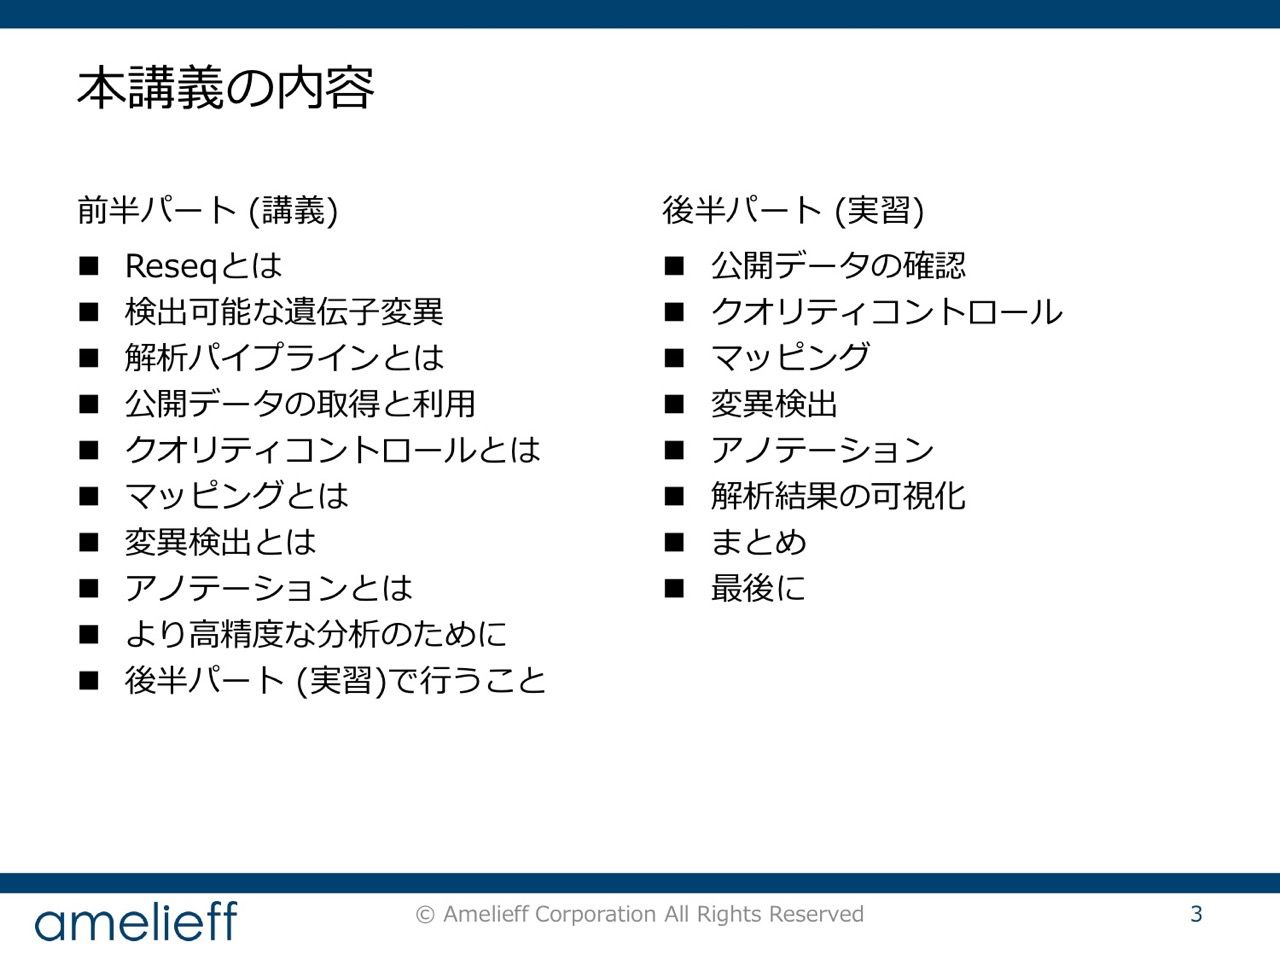 本講義の内容
前半パート (講義)
■ Reseqとは
■ 検出可能な遺伝子変異
■ 解析パイプラインとは
■ 公開データの取得と利用
■ クオリティコントロールとは
■ マッピングとは
■ 変異検出とは
■ アノテーションとは
■ より高精度な分析のために
■ 後半パート (実習)で行うこと
後半パート (実習)
■ 公開データの確認
■ クオリティコントロール
■ マッピング
■ 変異検出
■ アノテーション
■ 解析結果の可視化
■ まとめ
■ 最後に
amelieff
© Amelieff Corporation All Rights Reserved
3